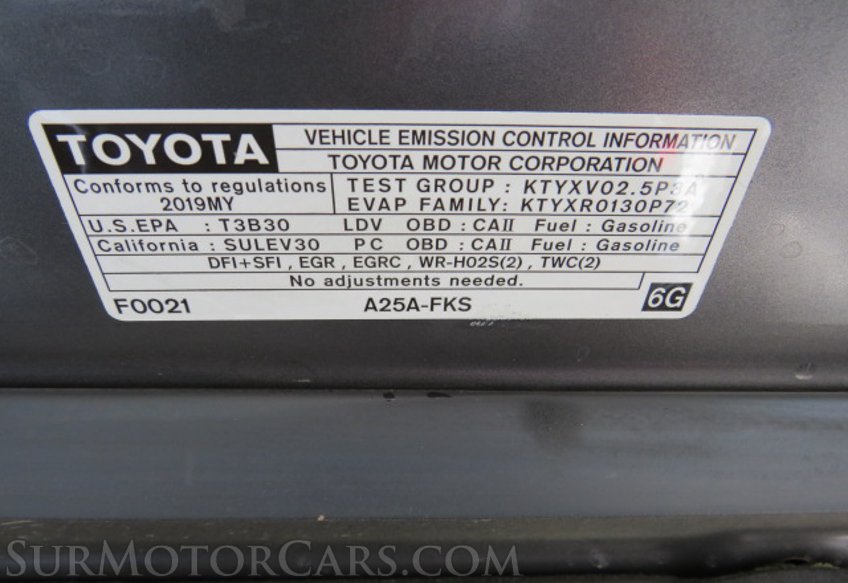 TOYOTA
VEHICLE EMISSION CONTROL INFORMATION
TOYOTA MOTOR CORPORATION
Conforms to regulations
2019MY
TEST GROUP : KTYXV02.5P3A
EVAP FAMILY: KTYXR0130P72
U.S.EPA : T3B30 LDV OBD : CAII Fuel : Gasoline
California : SULEV30 PC OBD : CAII Fuel : Gasoline
DFI+SFI , EGR , EGRC , WR-HO2S(2) , TWC(2)
No adjustments needed.
F0021 A25A-FKS 6G
SurMotorCars.com